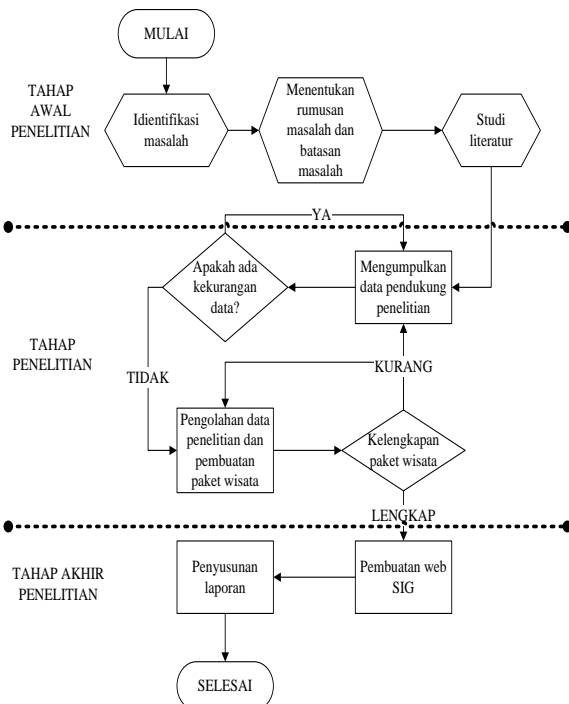 MULAI
TAHAP
AWAL
PENELITIAN
Idientifikasi
masalah
Menentukan
rumusan
masalah dan
batasan
masalah
Studi
literatur
YA
Apakah ada
kekurangan
data?
Mengumpulkan
data pendukung
penelitian
TAHAP
PENELITIAN
TIDAK
KURANG
Pengolahan data
penelitian dan
pembuatan
paket wisata
Kelengkapan
paket wisata
LENGKAP
TAHAP AKHIR
PENELITIAN
Penyusunan
laporan
Pembuatan web
SIG
SELESAI